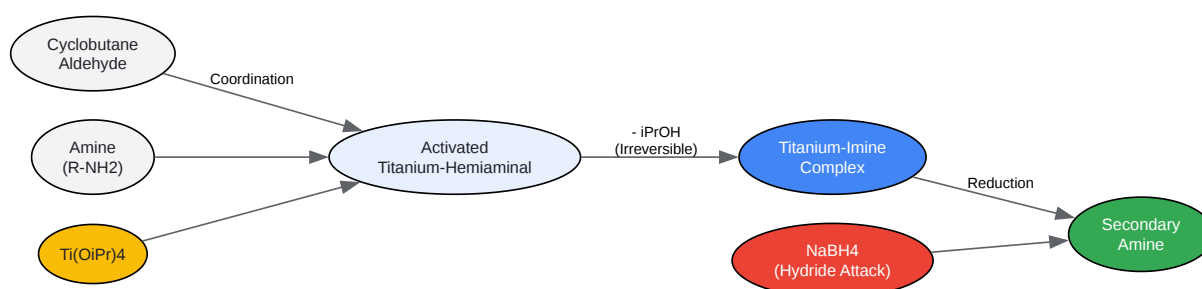 Cyclobutane
Aldehyde
Coordination
Amine
(R-NH2)
Ti(OiPr)4
Activated
Titanium-Hemiaminal
- iPrOH
(Irreversible)
Titanium-Imine
Complex
Reduction
NaBH4
(Hydride Attack)
Secondary
Amine